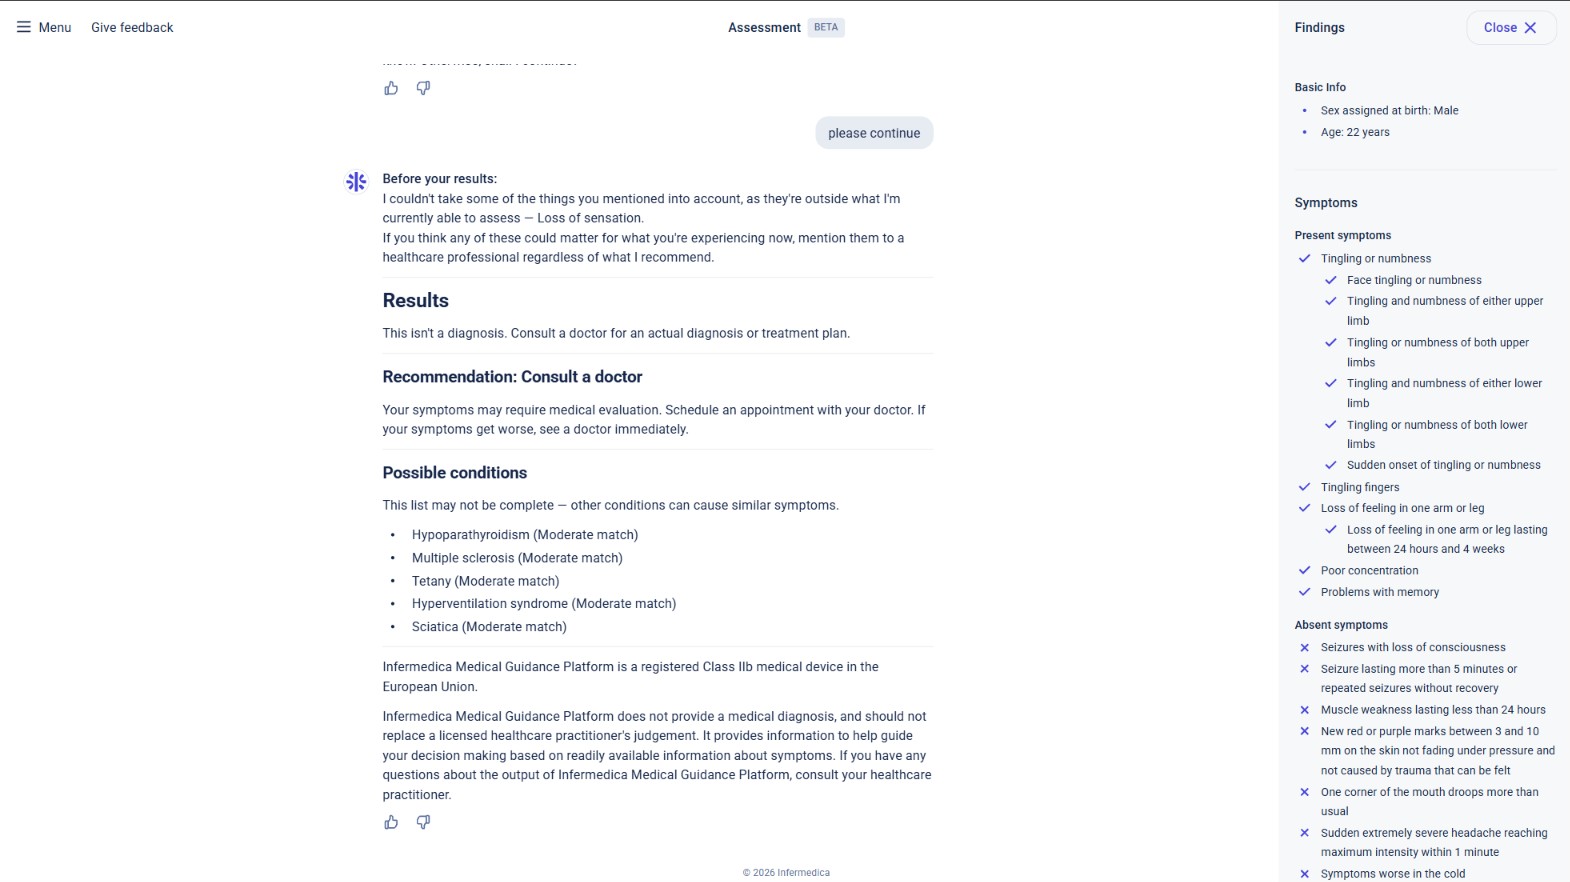 Menu
Give feedback
Assessment
BETA
Findings
Close
please continue
Before your results:
I couldn't take some of the things you mentioned into account, as they're outside what I'm
currently able to assess — Loss of sensation.
If you think any of these could matter for what you're experiencing now, mention them to a
healthcare professional regardless of what I recommend.
Results
This isn't a diagnosis. Consult a doctor for an actual diagnosis or treatment plan.
Recommendation: Consult a doctor
Your symptoms may require medical evaluation. Schedule an appointment with your doctor. If
your symptoms get worse, see a doctor immediately.
Possible conditions
This list may not be complete — other conditions can cause similar symptoms.
• Hypoparathyroidism (Moderate match)
• Multiple sclerosis (Moderate match)
• Tetany (Moderate match)
• Hyperventilation syndrome (Moderate match)
• Sciatica (Moderate match)
Infermedica Medical Guidance Platform is a registered Class IIb medical device in the
European Union.
Infermedica Medical Guidance Platform does not provide a medical diagnosis, and should not
replace a licensed healthcare practitioner's judgement. It provides information to help guide
your decision making based on readily available information about symptoms. If you have any
questions about the output of Infermedica Medical Guidance Platform, consult your healthcare
practitioner.
© 2026 Infermedica
Basic Info
• Sex assigned at birth: Male
• Age: 22 years
Symptoms
Present symptoms
Tingling or numbness
Face tingling or numbness
Tingling and numbness of either upper
limb
Tingling or numbness of both upper
limbs
Tingling and numbness of either lower
limb
Tingling or numbness of both lower
limbs
Sudden onset of tingling or numbness
Tingling fingers
Loss of feeling in one arm or leg
Loss of feeling in one arm or leg lasting
between 24 hours and 4 weeks
Poor concentration
Problems with memory
Absent symptoms
Seizures with loss of consciousness
Seizure lasting more than 5 minutes or
repeated seizures without recovery
Muscle weakness lasting less than 24 hours
New red or purple marks between 3 and 10
mm on the skin not fading under pressure and
not caused by trauma that can be felt
One corner of the mouth droops more than
usual
Sudden extremely severe headache reaching
maximum intensity within 1 minute
Symptoms worse in the cold